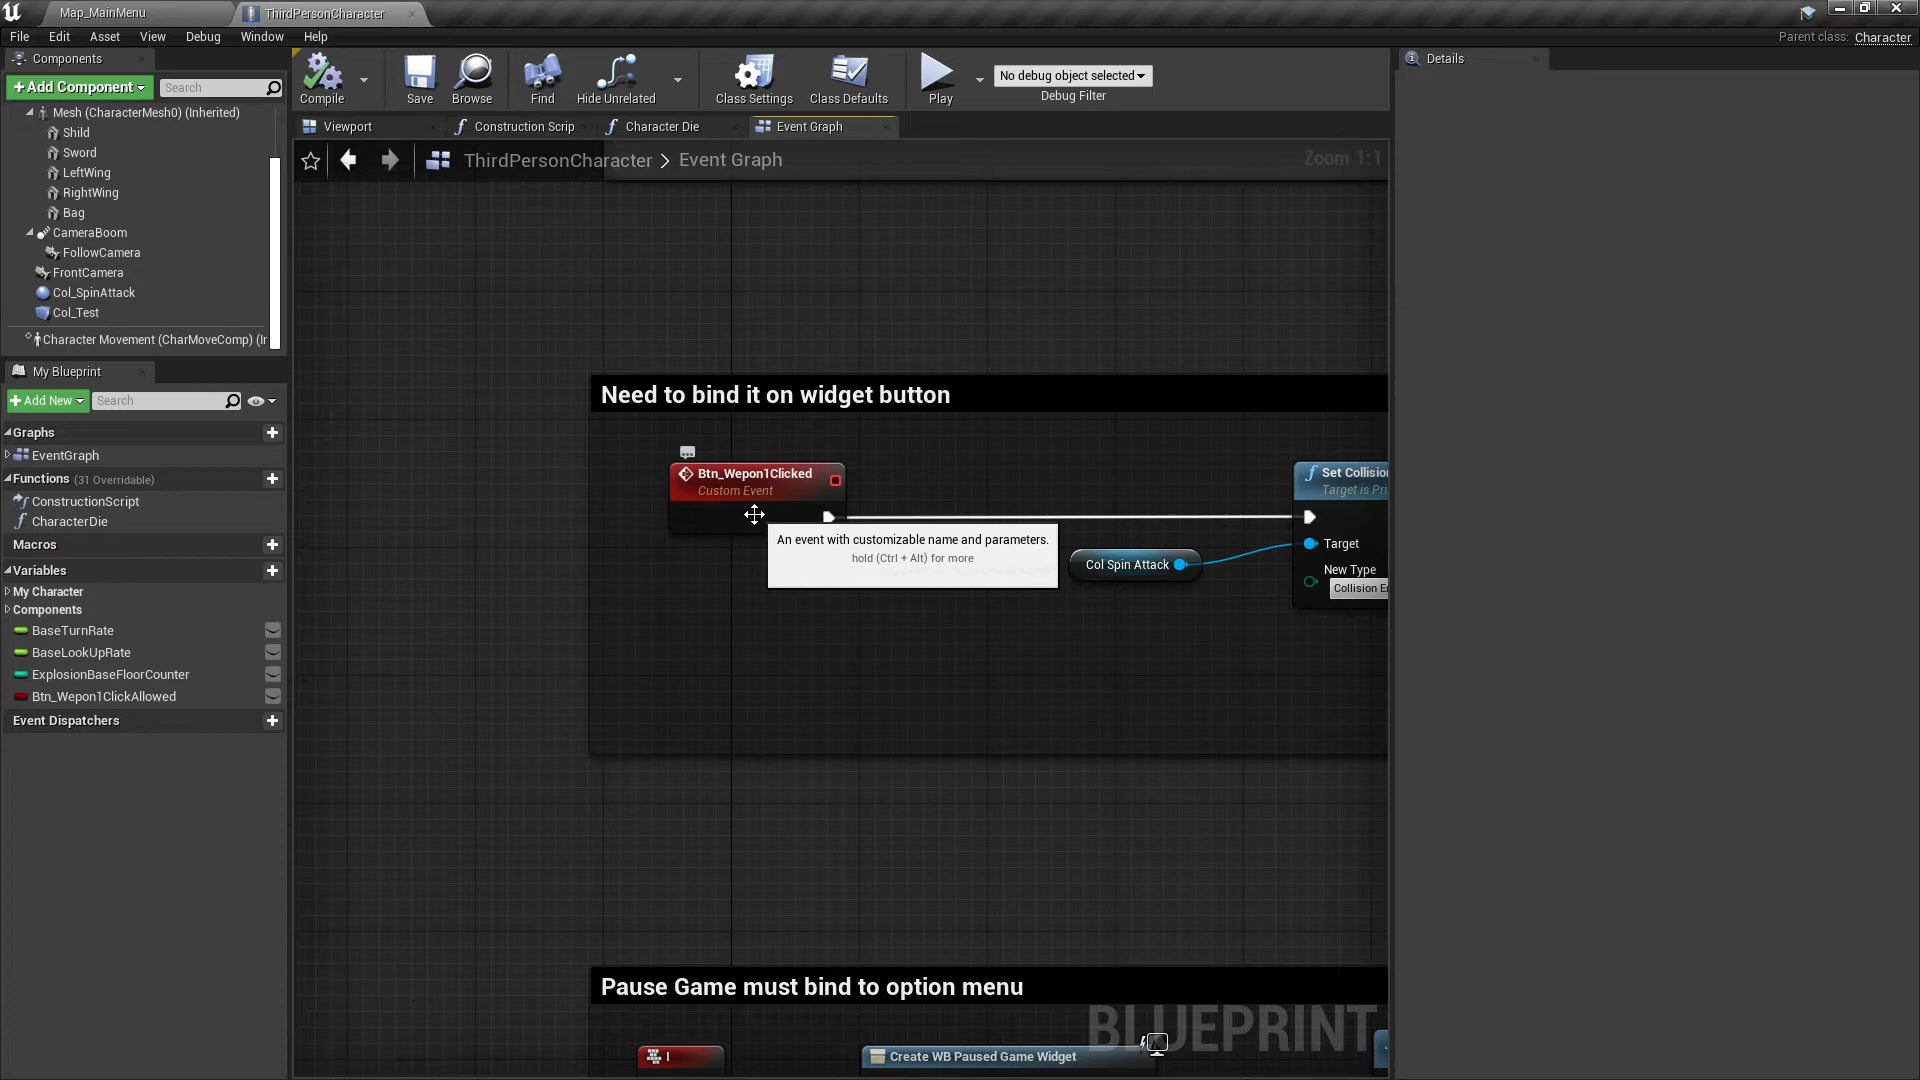 Map_MainMenu
ThirdPersonCharacter
File Edit Asset View Debug Window Help
Parent class: Character
Components
+ Add Component
Search
Mesh (CharacterMesh0) (Inherited)
Shild
Sword
LeftWing
RightWing
Bag
CameraBoom
FollowCamera
FrontCamera
Col_SpinAttack
Col_Test
Character Movement (CharMoveComp) (Ir
My Blueprint
+ Add New
Search
Graphs
EventGraph
Functions (31 Overridable)
ConstructionScript
CharacterDie
Macros
Variables
My Character
Components
BaseTurnRate
BaseLookUpRate
ExplosionBaseFloorCounter
Btn_Wepon1ClickAllowed
Event Dispatchers
Compile
Save
Browse
Find
Hide Unrelated
Class Settings
Class Defaults
Play
No debug object selected
Debug Filter
Viewport
Construction Scrip
Character Die
Event Graph
ThirdPersonCharacter > Event Graph
Zoom 1:1
Need to bind it on widget button
Btn_Wepon1Clicked
Custom Event
An event with customizable name and parameters.
hold (Ctrl + Alt) for more
Col Spin Attack
Set Collision
Target is Pri
Target
New Type
Collision E
Pause Game must bind to option menu
I
Create WB Paused Game Widget
BLUEPRINT
Details